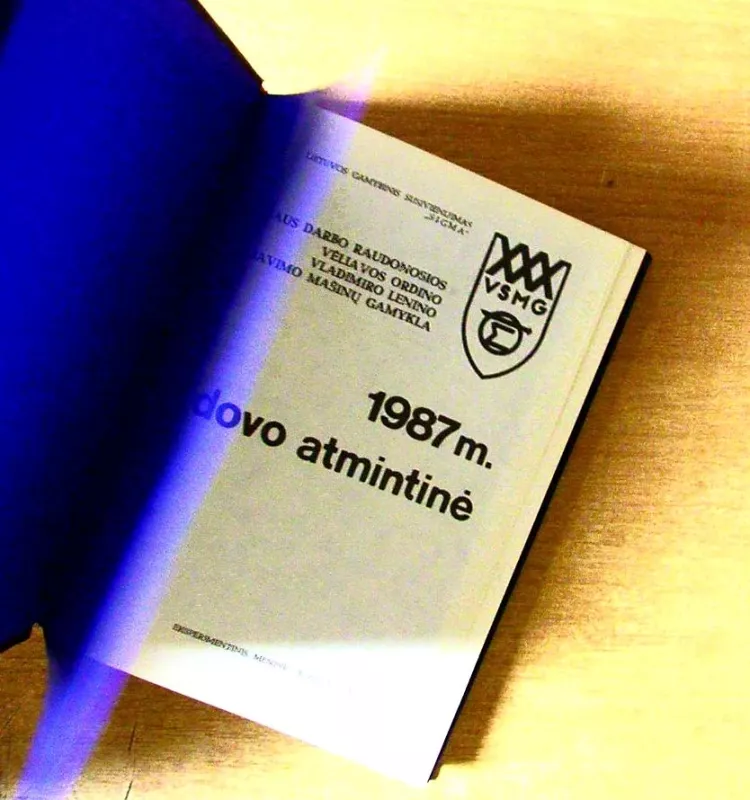 LIETUVOS GAMYBINIS SUSIVIENIJIMAS
„SIGMA“
AUS DARBO RAUDONOSIOS
VĖLIAVOS ORDINO
VLADIMIRO LENINO
AVIMO MAŠINŲ GAMYKLA
XXX
VSMG
1987 m.
dovo atmintinė
EKSPERIMENTINIS